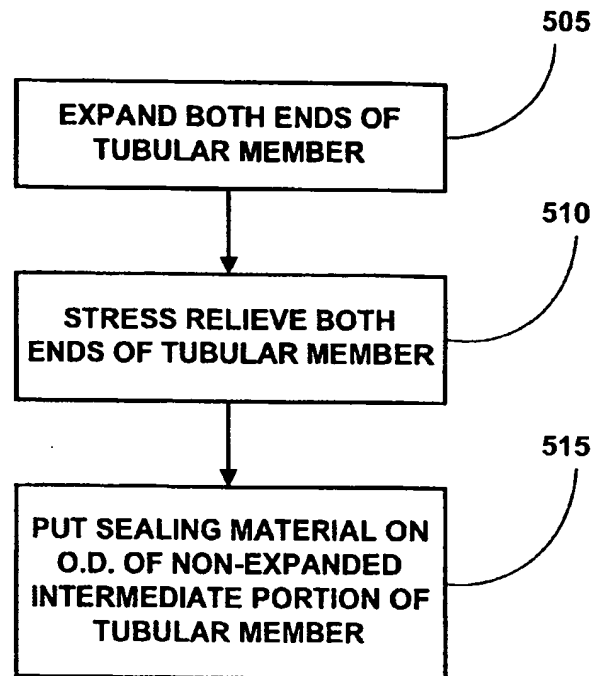 505
EXPAND BOTH ENDS OF
TUBULAR MEMBER
510
STRESS RELIEVE BOTH
ENDS OF TUBULAR MEMBER
515
PUT SEALING MATERIAL ON
O.D. OF NON-EXPANDED
INTERMEDIATE PORTION OF
TUBULAR MEMBER